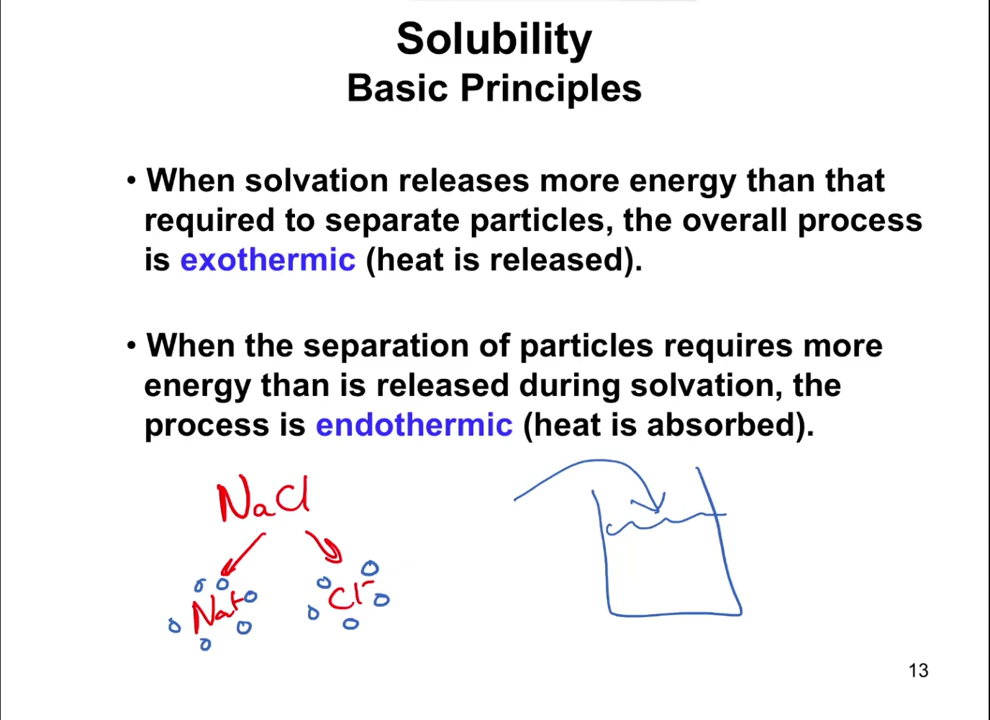 Solubility
Basic Principles
• When solvation releases more energy than that
required to separate particles, the overall process
is exothermic (heat is released).
• When the separation of particles requires more
energy than is released during solvation, the
process is endothermic (heat is absorbed).
NaCl
Na+ Cl-
13